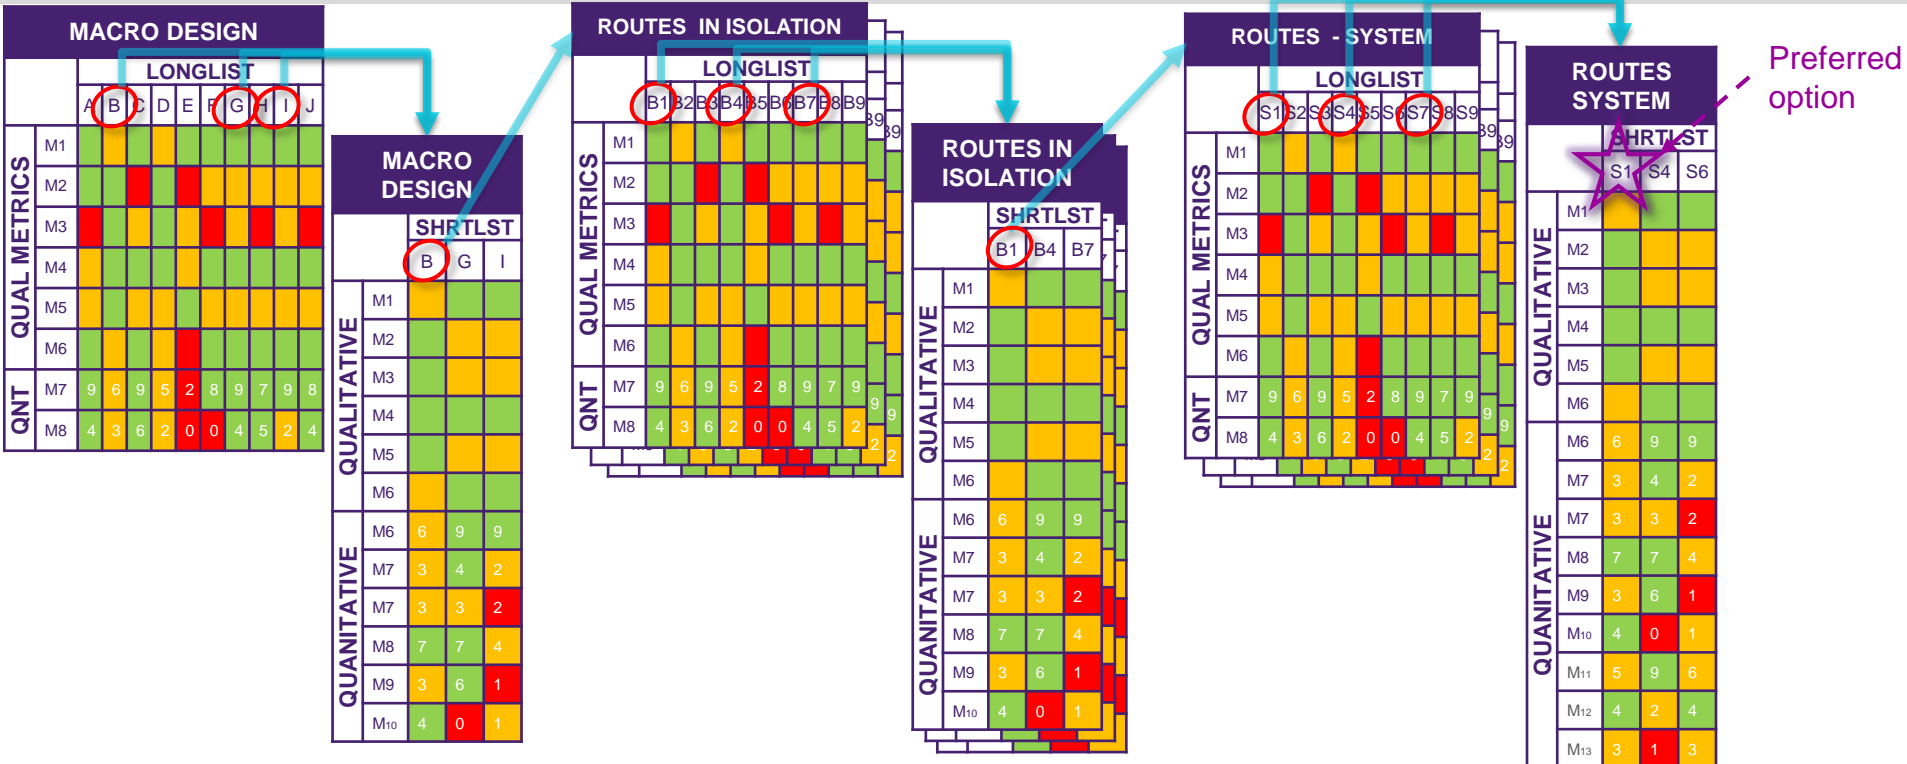 MACRO DESIGN
LONGLIST
A B C D E F G H I J
QUAL METRICS
M1
M2
M3
M4
M5
M6
QNT
M7 9 6 9 5 2 8 9 7 9 8
M8 4 3 6 2 0 0 4 5 2 4
MACRO
DESIGN
SHRTLST
B G I
QUALITATIVE
M1
M2
M3
M4
M5
M6
QUANITATIVE
M6 6 9 9
M7 3 4 2
M7 3 3 2
M8 7 7 4
M9 3 6 1
M10 4 0 1
ROUTES IN ISOLATION
LONGLIST
B1 B2 B3 B4 B5 B6 B7 B8 B9
B9
B9
QUAL METRICS
M1
M2
M3
M4
M5
M6
QNT
M7 9 6 9 5 2 8 9 7 9
M8 4 3 6 2 0 0 4 5 2
9
9
2
2
ROUTES IN
ISOLATION
SHRTLST
B1 B4 B7
QUALITATIVE
M1
M2
M3
M4
M5
M6
QUANITATIVE
M6 6 9 9
M7 3 4 2
M7 3 3 2
M8 7 7 4
M9 3 6 1
M10 4 0 1
ROUTES - SYSTEM
LONGLIST
S1 S2 S3 S4 S5 S6 S7 S8 S9
B9
B9
QUAL METRICS
M1
M2
M3
M4
M5
M6
QNT
M7 9 6 9 5 2 8 9 7 9
M8 4 3 6 2 0 0 4 5 2
9
9
2
2
ROUTES
SYSTEM
SHRTLST
S1 S4 S6
QUALITATIVE
M1
M2
M3
M4
M5
M6
QUANITATIVE
M6 6 9 9
M7 3 4 2
M7 3 3 2
M8 7 7 4
M9 3 6 1
M10 4 0 1
M11 5 9 6
M12 4 2 4
M13 3 1 3
Preferred
option